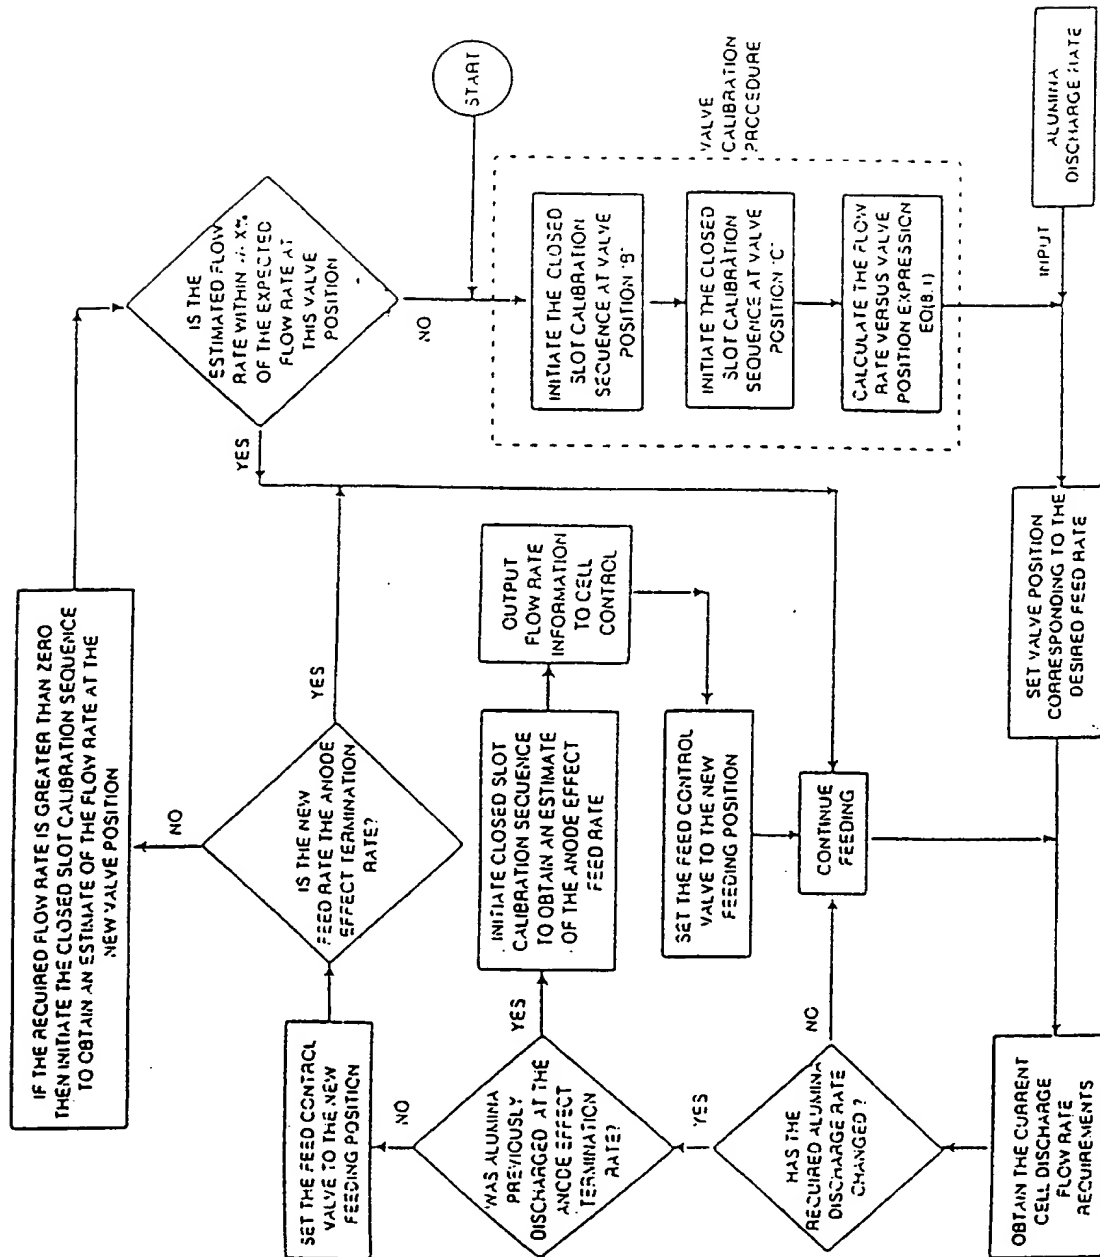 START
VALVE
CALIBRATION
PROCEDURE
INITIATE THE CLOSED
SLOT CALIBRATION
SEQUENCE AT VALVE
POSITION 'B'
INITIATE THE CLOSED
SLOT CALIBRATION
SEQUENCE AT VALVE
POSITION 'C'
CALCULATE THE FLOW
RATE VERSUS VALVE
POSITION EXPRESSION
EQ(8.1)
ALUMINA
DISCHARGE RATE
INPUT
SET VALVE POSITION
CORRESPONDING TO THE
DESIRED FEED RATE
OBTAIN THE CURRENT
CELL DISCHARGE
FLOW RATE
REQUIREMENTS
HAS THE
REQUIRED ALUMINA
DISCHARGE RATE
CHANGED?
NO
YES
CONTINUE
FEEDING
WAS ALUMINA
PREVIOUSLY
DISCHARGED AT THE
ANODE EFFECT
TERMINATION
RATE?
YES
NO
INITIATE CLOSED SLOT
CALIBRATION SEQUENCE
TO OBTAIN AN ESTIMATE
OF THE ANODE EFFECT
FEED RATE
OUTPUT
FLOW RATE
INFORMATION
TO CELL
CONTROL
SET THE FEED CONTROL
VALVE TO THE NEW
FEEDING POSITION
SET THE FEED CONTROL
VALVE TO THE NEW
FEEDING POSITION
IS THE NEW
FEED RATE THE ANODE
EFFECT TERMINATION
RATE?
YES
NO
IF THE REQUIRED FLOW RATE IS GREATER THAN ZERO
THEN INITIATE THE CLOSED SLOT CALIBRATION SEQUENCE
TO OBTAIN AN ESTIMATE OF THE FLOW RATE AT THE
NEW VALVE POSITION
IS THE
ESTIMATED FLOW
RATE WITHIN X%
OF THE EXPECTED
FLOW RATE AT
THIS VALVE
POSITION
YES
NO